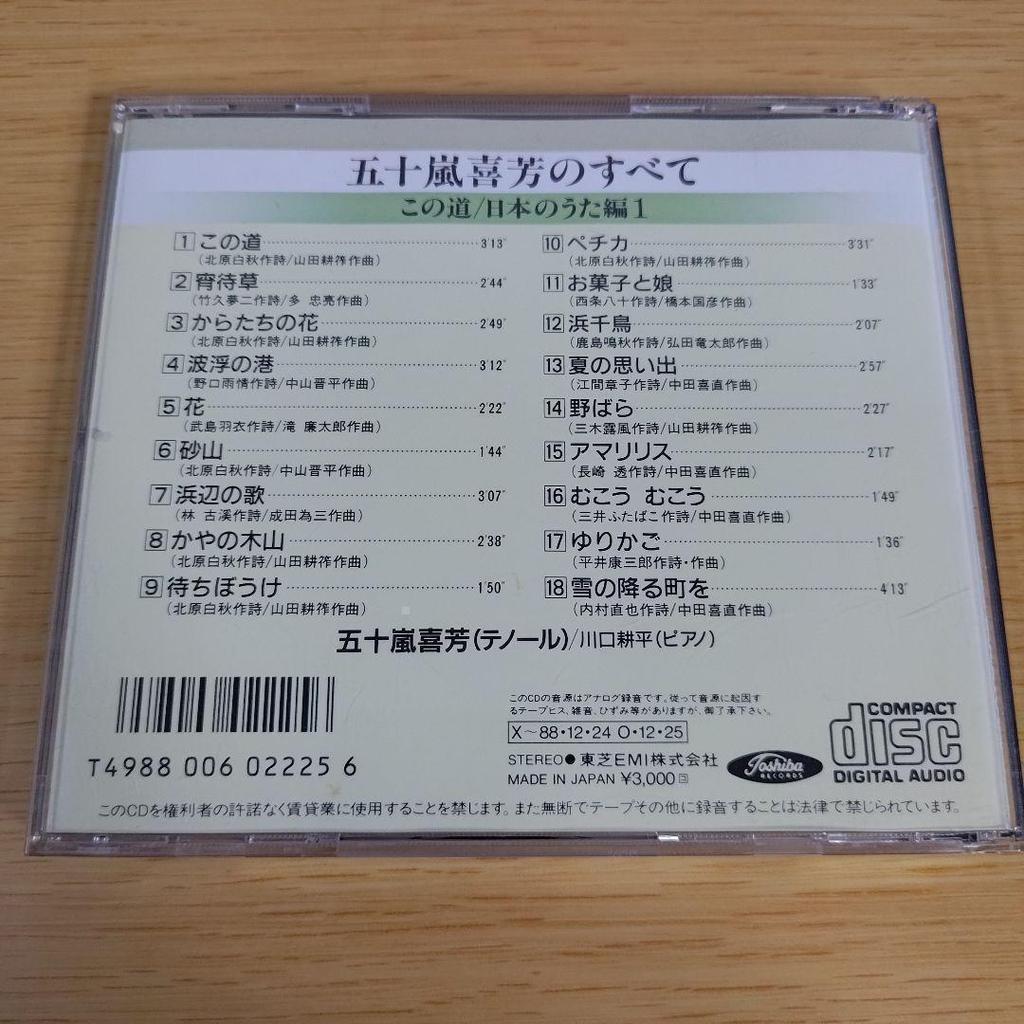 五十嵐喜芳のすべて
この道/日本のうた編1
1 この道 3'13"
(北原白秋作詩/山田耕筰作曲)
2 宵待草 2'44"
(竹久夢二作詩/多 忠亮作曲)
3 からたちの花 2'49"
(北原白秋作詩/山田耕筰作曲)
4 波浮の港 3'12"
(野口雨情作詩/中山晋平作曲)
5 花 2'22"
(武島羽衣作詩/滝 廉太郎作曲)
6 砂山 1'44"
(北原白秋作詩/中山晋平作曲)
7 浜辺の歌 3'07"
(林 古溪作詩/成田為三作曲)
8 かやの木山 2'38"
(北原白秋作詩/山田耕筰作曲)
9 待ちぼうけ 1'50"
(北原白秋作詩/山田耕筰作曲)
10 ペチカ 3'31"
(北原白秋作詩/山田耕筰作曲)
11 お菓子と娘 1'33"
(西条八十作詩/橋本国彦作曲)
12 浜千鳥 2'07"
(鹿島鳴秋作詩/弘田竜太郎作曲)
13 夏の思い出 2'57"
(江間章子作詩/中田喜直作曲)
14 野ばら 2'27"
(三木露風作詩/山田耕筰作曲)
15 アマリリス 2'17"
(長崎 透作詩/中田喜直作曲)
16 むこう むこう 1'49"
(三井ふたばこ作詩/中田喜直作曲)
17 ゆりかご 1'36"
(平井康三郎作詩・作曲)
18 雪の降る町を 4'13"
(内村直也作詩/中田喜直作曲)
五十嵐喜芳(テノール)/川口耕平(ピアノ)
T4988 006 02225 6
このCDの音源はアナログ録音です。従って音源に起因す
るテープヒス、雑音、ひずみ等がありますが、御了承下さい。
X〜88・12・24 O・12・25
STEREO●東芝EMI株式会社
MADE IN JAPAN ¥3,000
Toshiba
RECORDS
COMPACT
disc
DIGITAL AUDIO
このCDを権利者の許諾なく賃貸業に使用することを禁じます。また無断でテープその他に録音することは法律で禁じられています。